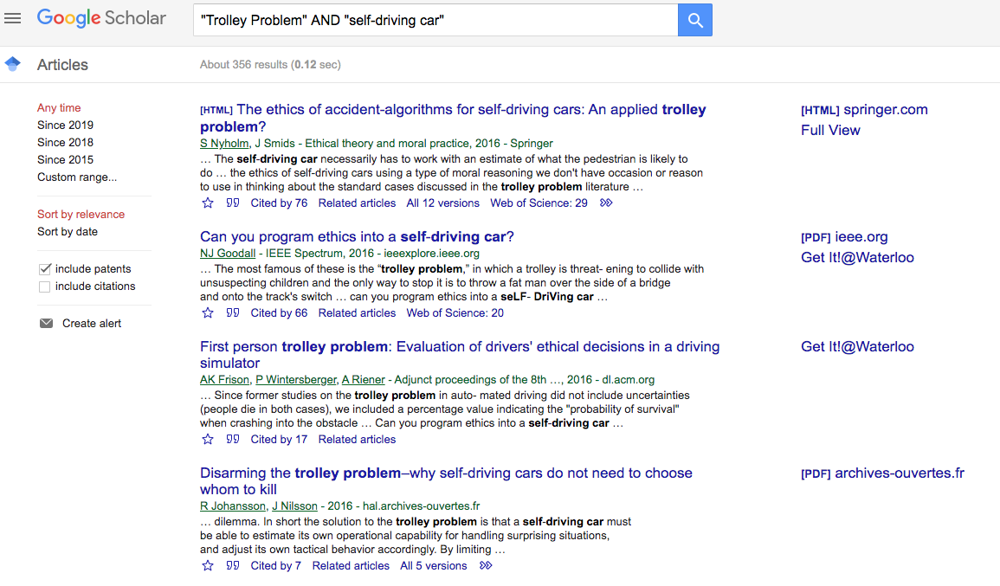 Google Scholar
"Trolley Problem" AND "self-driving car"
Articles
About 356 results (0.12 sec)
Any time
Since 2019
Since 2018
Since 2015
Custom range...
Sort by relevance
Sort by date
include patents
include citations
Create alert
[HTML] The ethics of accident-algorithms for self-driving cars: An applied trolley
problem?
S Nyholm, J Smids - Ethical theory and moral practice, 2016 - Springer
… The self-driving car necessarily has to work with an estimate of what the pedestrian is likely to
do … the ethics of self-driving cars using a type of moral reasoning we don't have occasion or reason
to use in thinking about the standard cases discussed in the trolley problem literature …
Cited by 76 Related articles All 12 versions Web of Science: 29
[HTML] springer.com
Full View
Can you program ethics into a self-driving car?
NJ Goodall - IEEE Spectrum, 2016 - ieeexplore.ieee.org
… The most famous of these is the “trolley problem,” in which a trolley is threat- ening to collide with
unsuspecting children and the only way to stop it is to throw a fat man over the side of a bridge
and onto the track's switch … can you program ethics into a seLF- DriVing car …
Cited by 66 Related articles Web of Science: 20
[PDF] ieee.org
Get It!@Waterloo
First person trolley problem: Evaluation of drivers' ethical decisions in a driving
simulator
AK Frison, P Wintersberger, A Riener - Adjunct proceedings of the 8th …, 2016 - dl.acm.org
… Since former studies on the trolley problem in auto- mated driving did not include uncertainties
(people die in both cases), we included a percentage value indicating the "probability of survival"
when crashing into the obstacle … Can you program ethics into a self-driving car …
Cited by 17 Related articles
Get It!@Waterloo
Disarming the trolley problem–why self-driving cars do not need to choose
whom to kill
R Johansson, J Nilsson - 2016 - hal.archives-ouvertes.fr
… dilemma. In short the solution to the trolley problem is that a self-driving car must
be able to estimate its own operational capability for handling surprising situations,
and adjust its own tactical behavior accordingly. By limiting …
Cited by 7 Related articles All 5 versions
[PDF] archives-ouvertes.fr